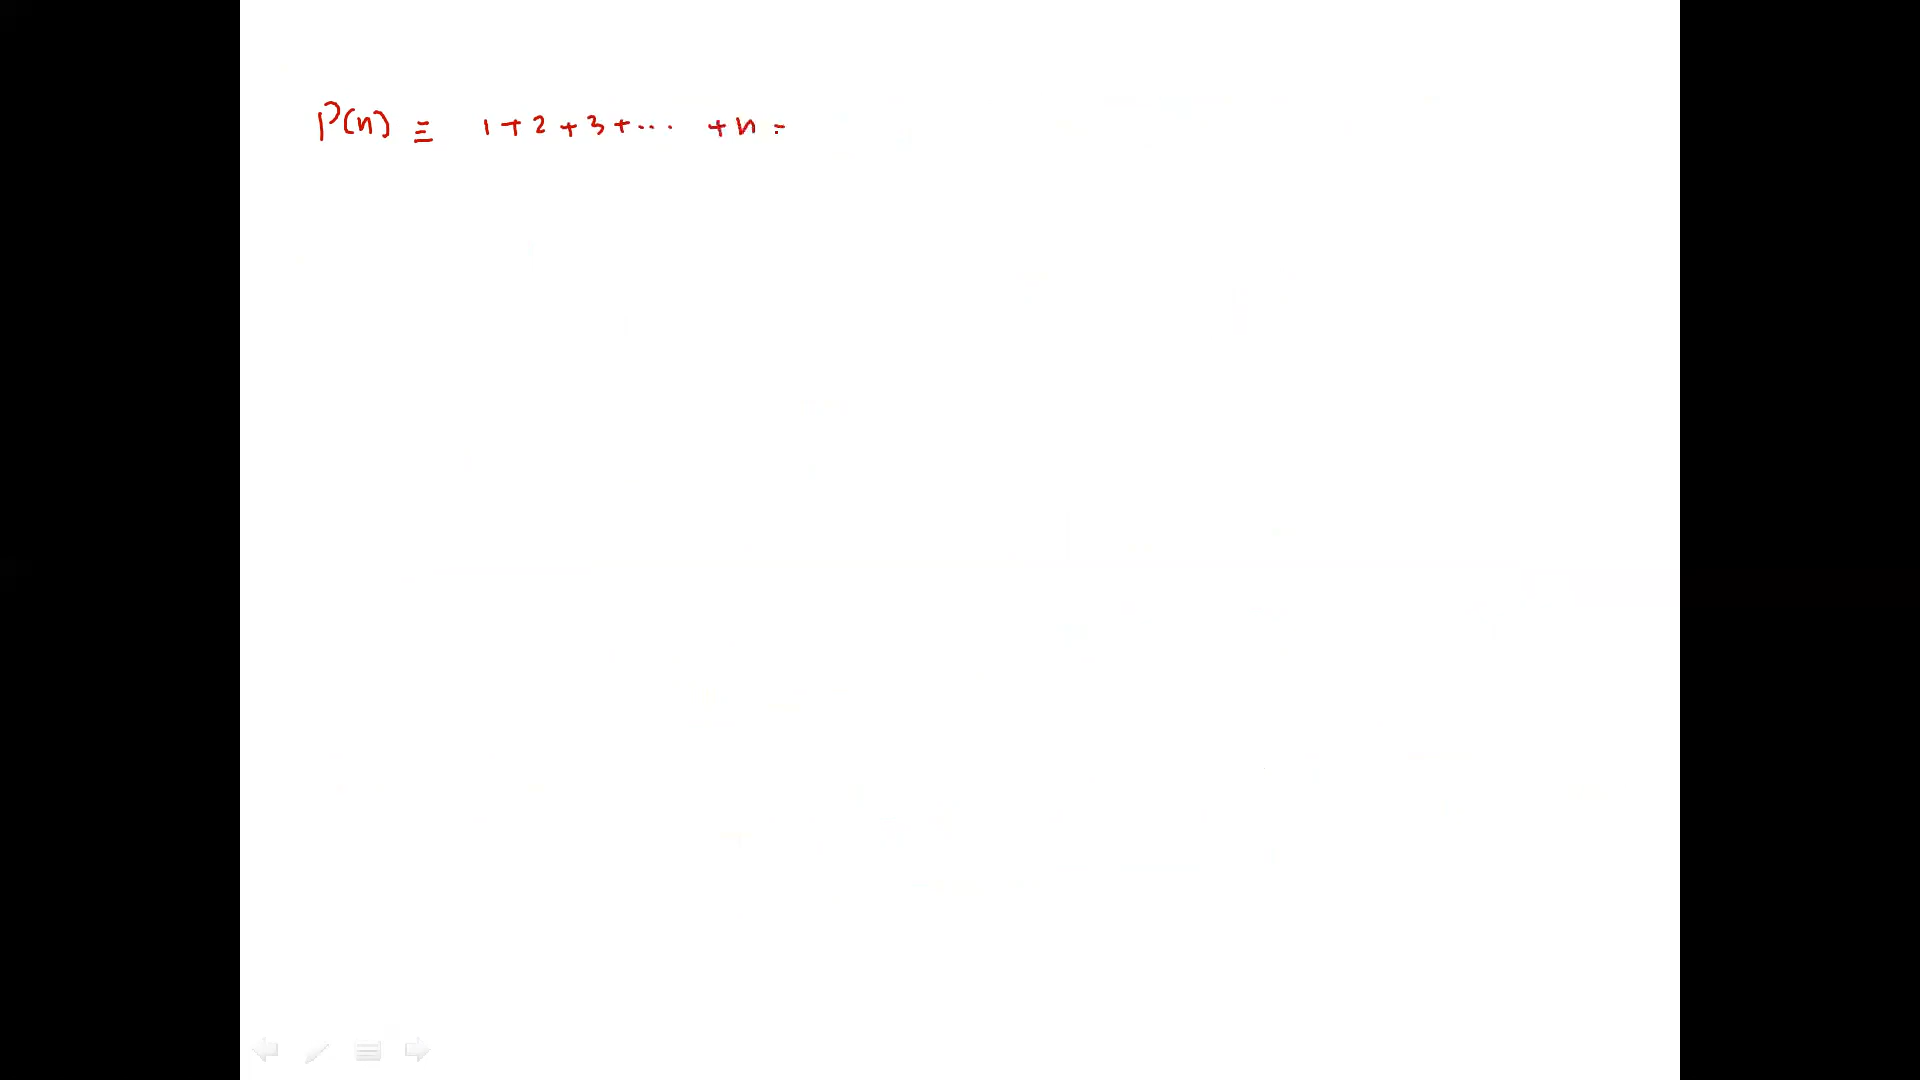 P(n) ≡ 1 + 2 + 3 + ... + n =